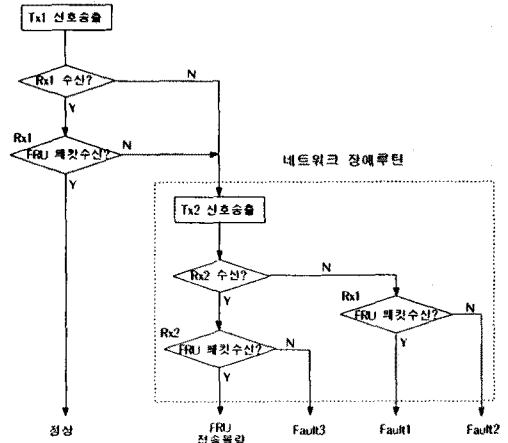 Tx1 신호송출
Rx1 수신?
N
Y
Rx1
FRU 패킷수신?
N
Y
네트워크 장애루틴
Tx2 신호송출
Rx2 수신?
N
Y
Rx1
FRU 패킷수신?
N
Y
Rx2
FRU 패킷수신?
N
Y
정상
FRU
전송불량
Fault3
Fault1
Fault2